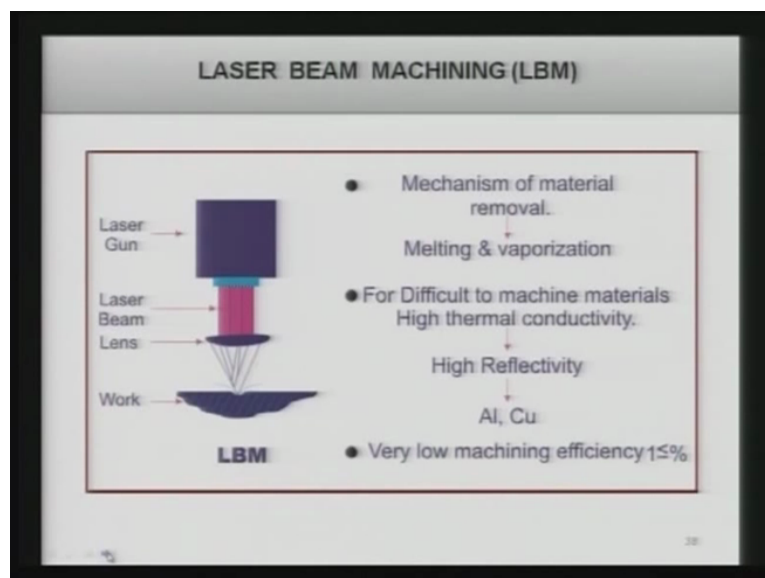 LASER BEAM MACHINING (LBM)
Laser
Gun
Laser
Beam
Lens
Work
LBM
Mechanism of material
removal.
Melting & vaporization
For Difficult to machine materials
High thermal conductivity.
High Reflectivity
Al, Cu
Very low machining efficiency 1≤%
38